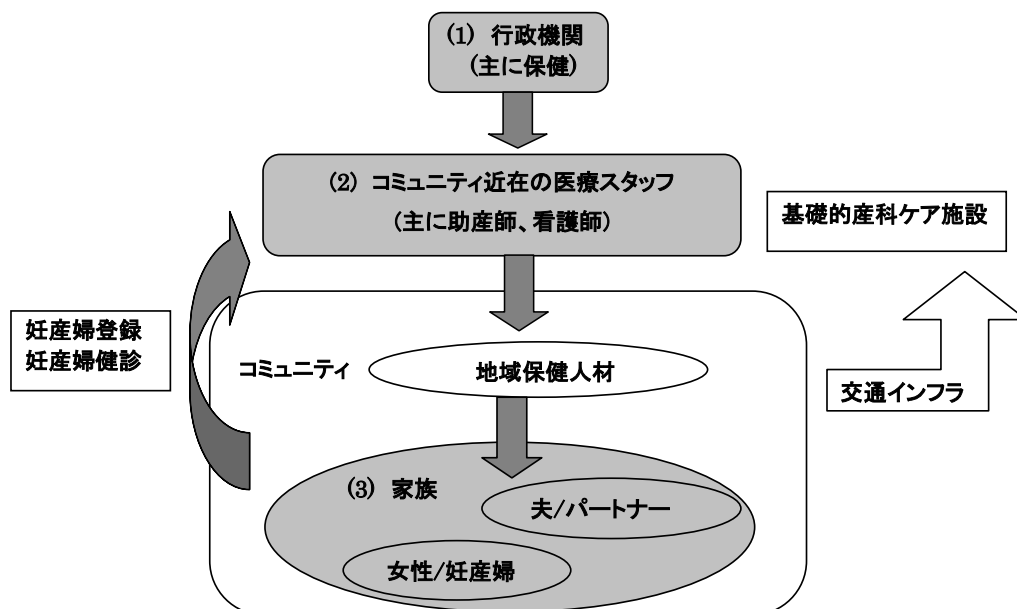 (1) 行政機関
(主に保健)
(2) コミュニティ近在の医療スタッフ
(主に助産師、看護師)
基礎的産科ケア施設
妊産婦登録
妊産婦健診
コミュニティ
地域保健人材
交通インフラ
(3) 家族
夫/パートナー
女性/妊産婦